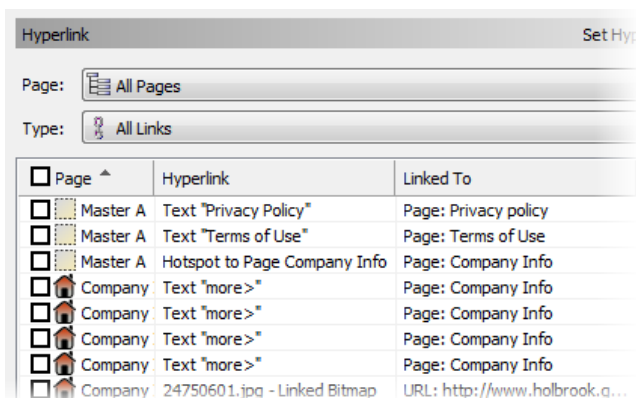 Hyperlink Set Hy
Page: All Pages
Type: All Links
Page Hyperlink Linked To
Master A Text "Privacy Policy" Page: Privacy policy
Master A Text "Terms of Use" Page: Terms of Use
Master A Hotspot to Page Company Info Page: Company Info
Company Text "more>" Page: Company Info
Company Text "more>" Page: Company Info
Company Text "more>" Page: Company Info
Company Text "more>" Page: Company Info
Company 24750601.jpg - Linked Bitmap URL: http://www.holbrook.g...